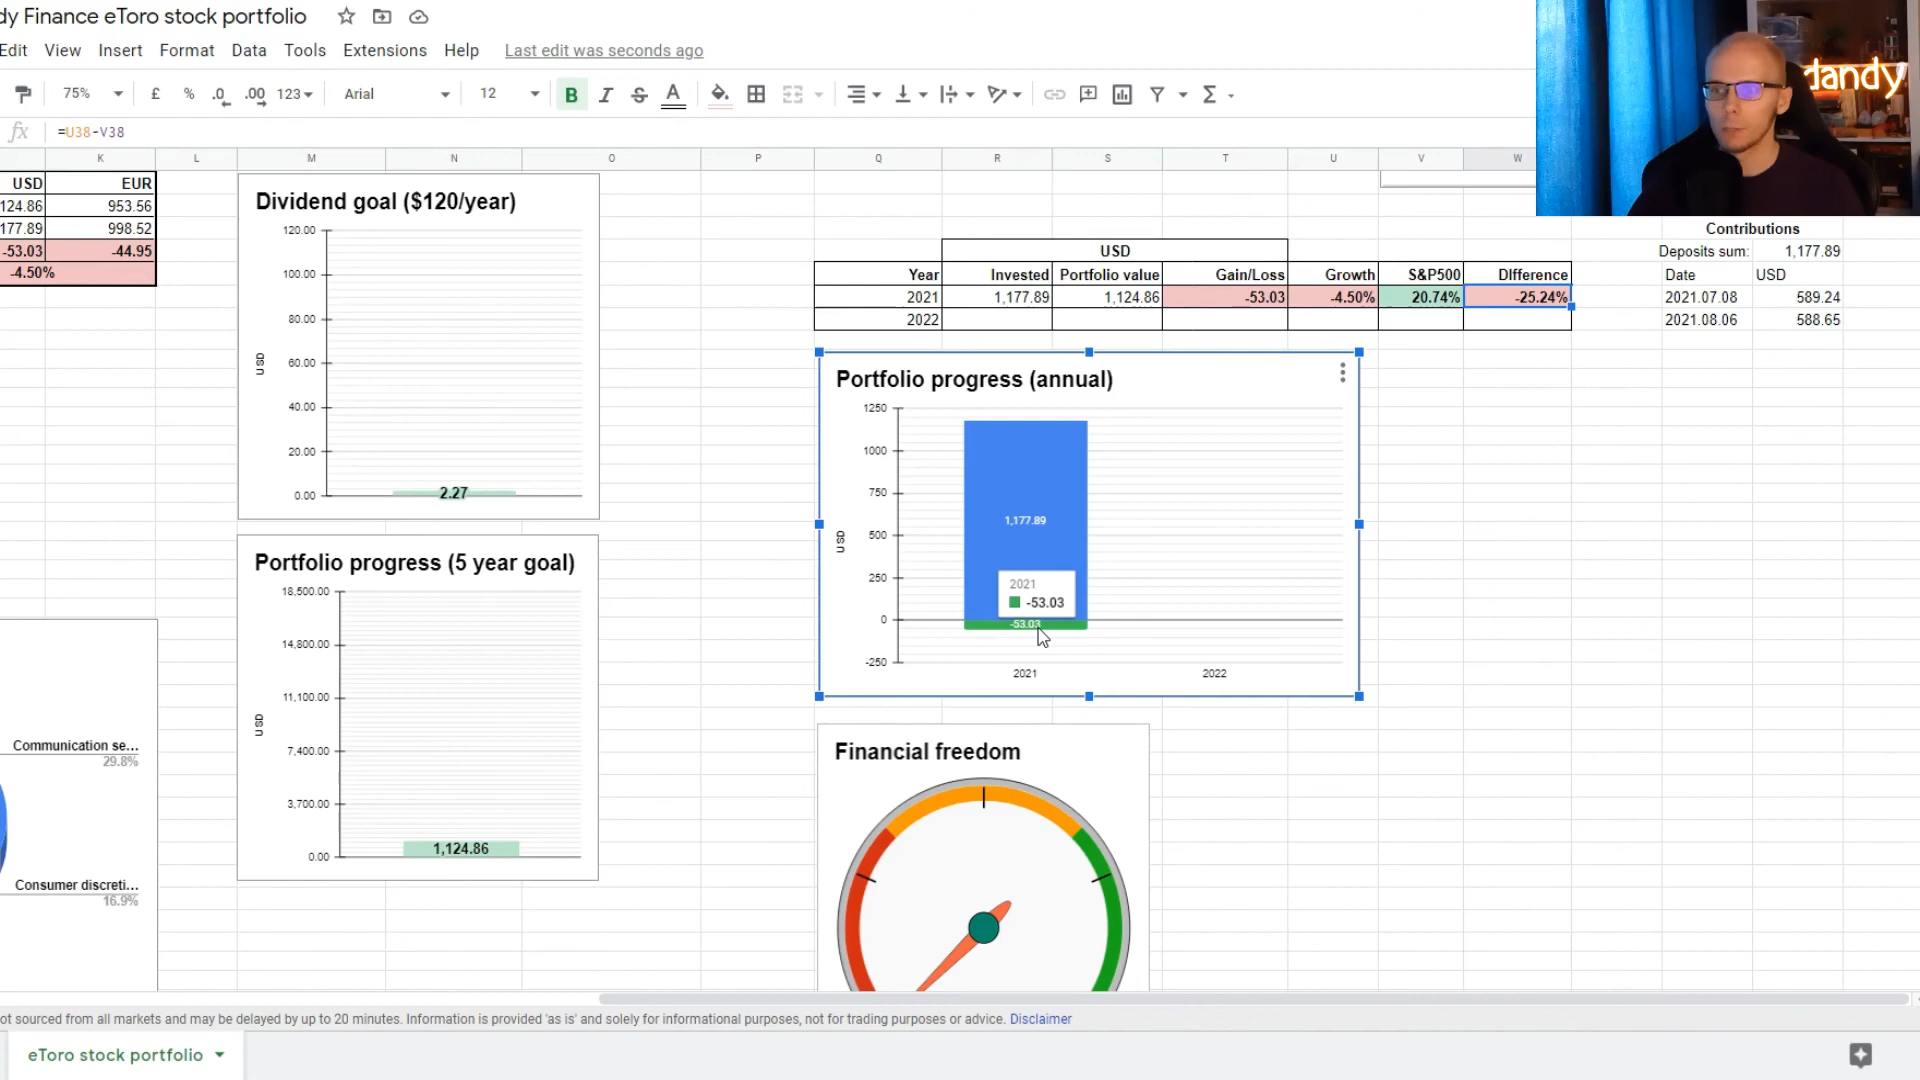 dy Finance eToro stock portfolio
Edit View Insert Format Data Tools Extensions Help Last edit was seconds ago
75% £ % .0 .00 123 Arial 12 B I S A Σ
dandy
fx =U38-V38
K L M N O P Q R S T U V W
USD EUR
124.86 953.56
177.89 998.52
-53.03 -44.95
-4.50%
Dividend goal ($120/year)
120.00
100.00
80.00
60.00
40.00
20.00
0.00
USD
2.27
Portfolio progress (5 year goal)
18,500.00
14,800.00
11,100.00
7,400.00
3,700.00
0.00
USD
1,124.86
Communication se...
29.8%
Consumer discreti...
16.9%
USD
Year Invested Portfolio value Gain/Loss Growth S&P500 DIfference
2021 1,177.89 1,124.86 -53.03 -4.50% 20.74% -25.24%
2022
Contributions
Deposits sum: 1,177.89
Date USD
2021.07.08 589.24
2021.08.06 588.65
Portfolio progress (annual)
1250
1000
750
500
250
0
-250
USD
1,177.89
2021
-53.03
-53.03
2021 2022
Financial freedom
ot sourced from all markets and may be delayed by up to 20 minutes. Information is provided 'as is' and solely for informational purposes, not for trading purposes or advice. Disclaimer
eToro stock portfolio